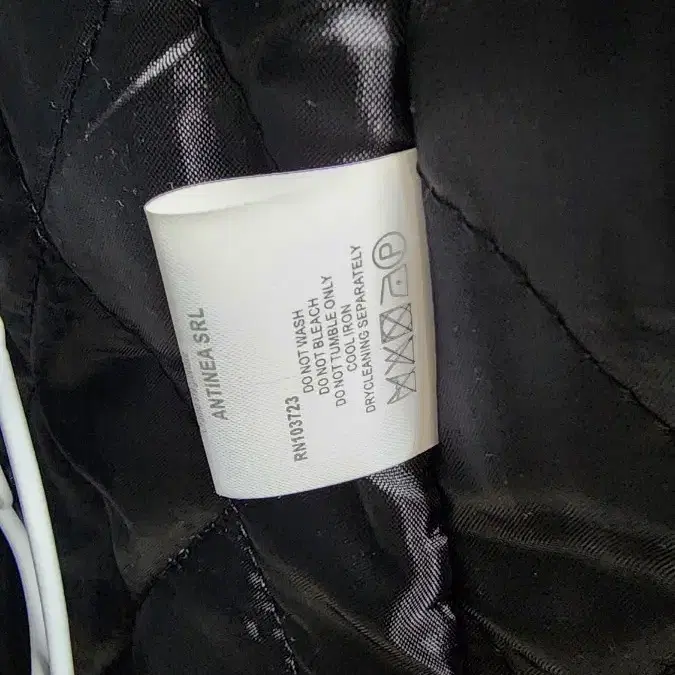 ANTINEA SRL
RN103723
DO NOT WASH
DO NOT BLEACH
DO NOT TUMBLE ONLY
COOL IRON
DRYCLEANING SEPARATELY
P